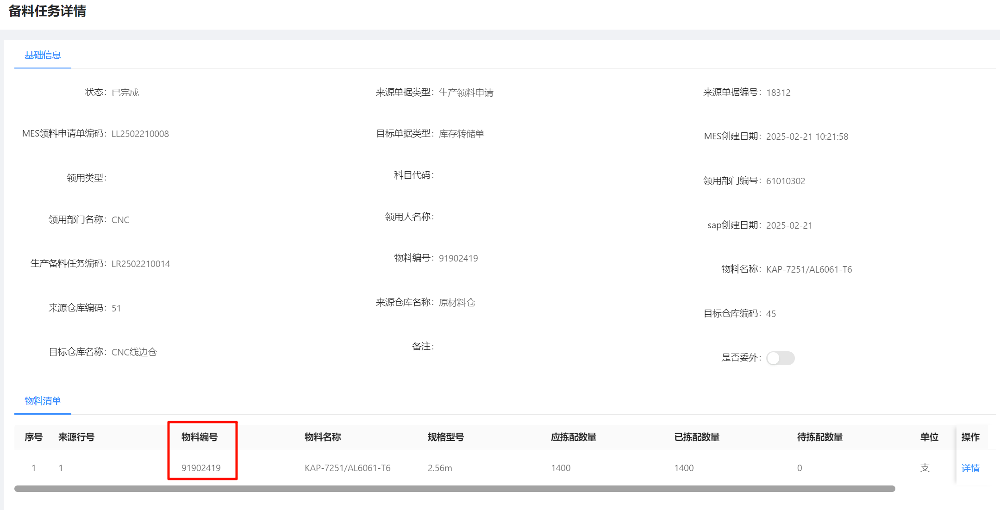 备料任务详情
基础信息
状态： 已完成 来源单据类型： 生产领料申请 来源单据编号： 18312
MES领料申请单编码： LL2502210008 目标单据类型： 库存转储单 MES创建日期： 2025-02-21 10:21:58
领用类型： 科目代码： 领用部门编号： 61010302
领用部门名称： CNC 领用人名称： sap创建日期： 2025-02-21
生产备料任务编码： LR2502210014 物料编号： 91902419 物料名称： KAP-7251/AL6061-T6
来源仓库编码： 51 来源仓库名称： 原材料仓 目标仓库编码： 45
目标仓库名称： CNC线边仓 备注： 是否委外：
物料清单
序号 来源行号 物料编号 物料名称 规格型号 应拣配数量 已拣配数量 待拣配数量 单位 操作
1 1 91902419 KAP-7251/AL6061-T6 2.56m 1400 1400 0 支 详情